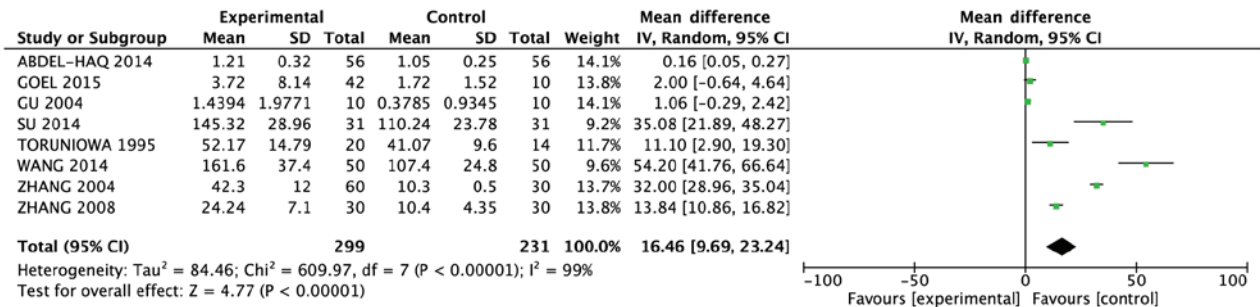 Experimental Control Mean difference Mean difference
Study or Subgroup Mean SD Total Mean SD Total Weight IV, Random, 95% CI IV, Random, 95% CI
ABDEL-HAQ 2014 1.21 0.32 56 1.05 0.25 56 14.1% 0.16 [0.05, 0.27]
GOEL 2015 3.72 8.14 42 1.72 1.52 10 13.8% 2.00 [-0.64, 4.64]
GU 2004 1.4394 1.9771 10 0.3785 0.9345 10 14.1% 1.06 [-0.29, 2.42]
SU 2014 145.32 28.96 31 110.24 23.78 31 9.2% 35.08 [21.89, 48.27]
TORUNIOWA 1995 52.17 14.79 20 41.07 9.6 14 11.7% 11.10 [2.90, 19.30]
WANG 2014 161.6 37.4 50 107.4 24.8 50 9.6% 54.20 [41.76, 66.64]
ZHANG 2004 42.3 12 60 10.3 0.5 30 13.7% 32.00 [28.96, 35.04]
ZHANG 2008 24.24 7.1 30 10.4 4.35 30 13.8% 13.84 [10.86, 16.82]
Total (95% CI) 299 231 100.0% 16.46 [9.69, 23.24]
Heterogeneity: Tau² = 84.46; Chi² = 609.97, df = 7 (P < 0.00001); I² = 99%
Test for overall effect: Z = 4.77 (P < 0.00001)
-100 -50 0 50 100
Favours [experimental] Favours [control]